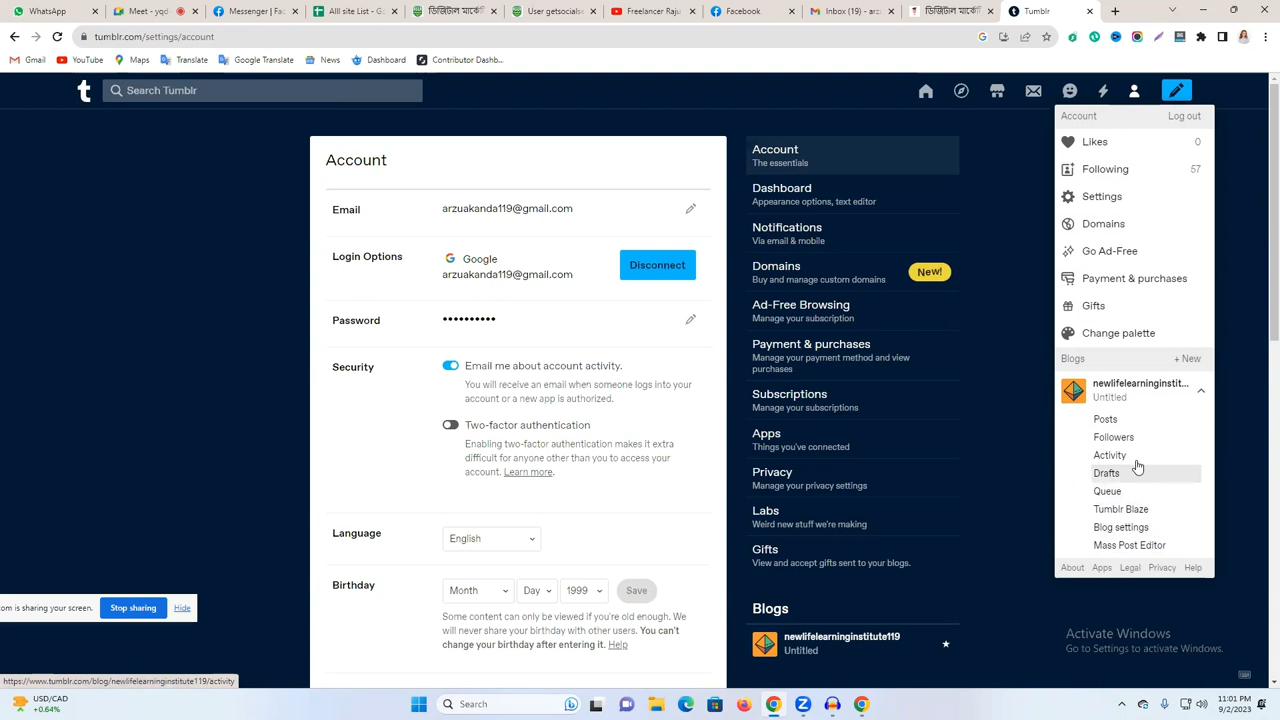 WhatsApp
Meet - yqd
Messenger | Fa
All site List - G
ডিজিটাল মার্কেটি
User getsocials
Freelancer Raju
Facebook
Inbox (19) - arz
ডিজিটাল মার্কেটি
Tumblr
tumblr.com/settings/account
Gmail
YouTube
Maps
Translate
Google Translate
News
Dashboard
Contributor Dashb...
Search Tumblr
Account
Email
arzuakanda119@gmail.com
Login Options
Google
arzuakanda119@gmail.com
Disconnect
Password
Security
Email me about account activity.
You will receive an email when someone logs into your
account or a new app is authorized.
Two-factor authentication
Enabling two-factor authentication makes it extra
difficult for anyone other than you to access your
account. Learn more.
Language
English
Birthday
Month
Day
1999
Save
Some content can only be viewed if you're old enough. We
will never share your birthday with other users. You can't
change your birthday after entering it. Help
Account
The essentials
Dashboard
Appearance options, text editor
Notifications
Via email & mobile
Domains
Buy and manage custom domains
New!
Ad-Free Browsing
Manage your subscription
Payment & purchases
Manage your payment method and view
purchases
Subscriptions
Manage your subscriptions
Apps
Things you've connected
Privacy
Manage your privacy settings
Labs
Weird new stuff we're making
Gifts
View and accept gifts sent to your blogs.
Blogs
newlifelearninginstitute119
Untitled
Account
Log out
Likes
0
Following
57
Settings
Domains
Go Ad-Free
Payment & purchases
Gifts
Change palette
Blogs
+ New
newlifelearninginstit...
Untitled
Posts
Followers
Activity
Drafts
Queue
Tumblr Blaze
Blog settings
Mass Post Editor
About
Apps
Legal
Privacy
Help
om is sharing your screen.
Stop sharing
Hide
Activate Windows
Go to Settings to activate Windows.
https://www.tumblr.com/blog/newlifelearninginstitute119/activity
USD/CAD
+0.64%
Search
11:01 PM
9/2/2023